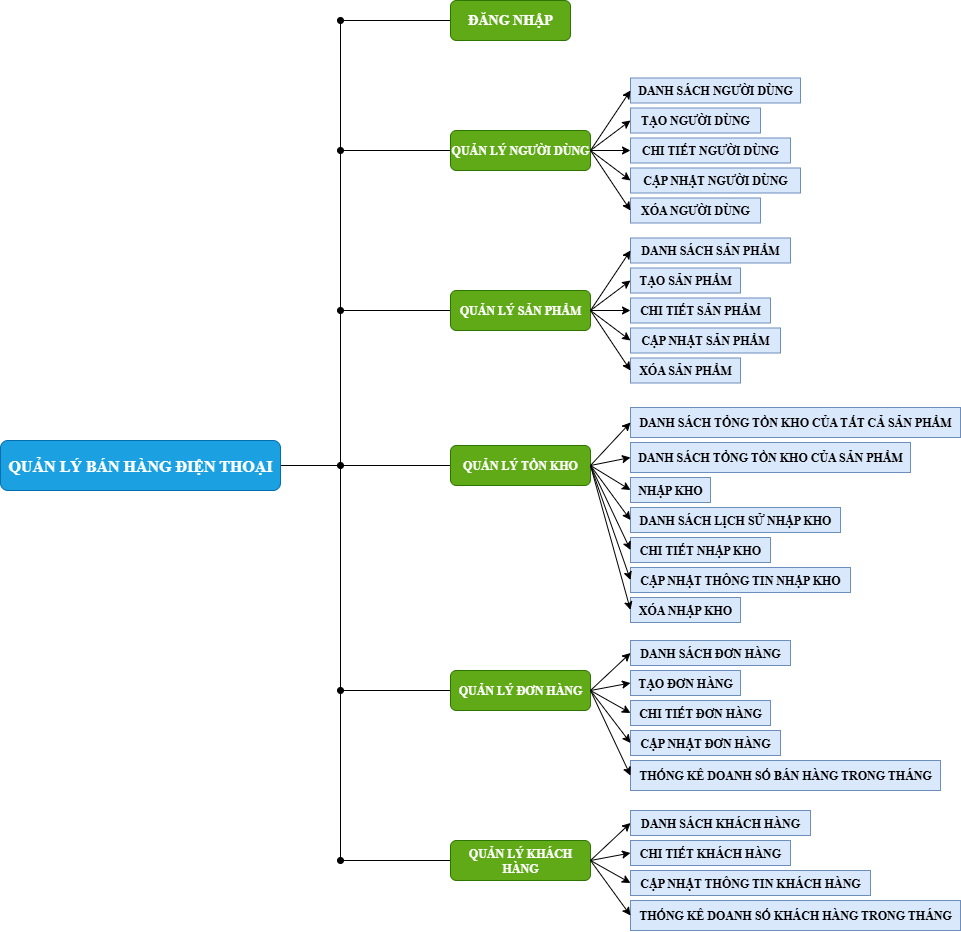 ĐĂNG NHẬP
DANH SÁCH NGƯỜI DÙNG
TẠO NGƯỜI DÙNG
QUẢN LÝ NGƯỜI DÙNG
CHI TIẾT NGƯỜI DÙNG
CẬP NHẬT NGƯỜI DÙNG
XÓA NGƯỜI DÙNG
DANH SÁCH SẢN PHẨM
TẠO SẢN PHẨM
QUẢN LÝ SẢN PHẨM
CHI TIẾT SẢN PHẨM
CẬP NHẬT SẢN PHẨM
XÓA SẢN PHẨM
DANH SÁCH TỔNG TỒN KHO CỦA TẤT CẢ SẢN PHẨM
DANH SÁCH TỔNG TỒN KHO CỦA SẢN PHẨM
QUẢN LÝ BÁN HÀNG ĐIỆN THOẠI
QUẢN LÝ TỒN KHO
NHẬP KHO
DANH SÁCH LỊCH SỬ NHẬP KHO
CHI TIẾT NHẬP KHO
CẬP NHẬT THÔNG TIN NHẬP KHO
XÓA NHẬP KHO
DANH SÁCH ĐƠN HÀNG
TẠO ĐƠN HÀNG
QUẢN LÝ ĐƠN HÀNG
CHI TIẾT ĐƠN HÀNG
CẬP NHẬT ĐƠN HÀNG
THỐNG KÊ DOANH SỐ BÁN HÀNG TRONG THÁNG
DANH SÁCH KHÁCH HÀNG
QUẢN LÝ KHÁCH
HÀNG
CHI TIẾT KHÁCH HÀNG
CẬP NHẬT THÔNG TIN KHÁCH HÀNG
THỐNG KÊ DOANH SỐ KHÁCH HÀNG TRONG THÁNG